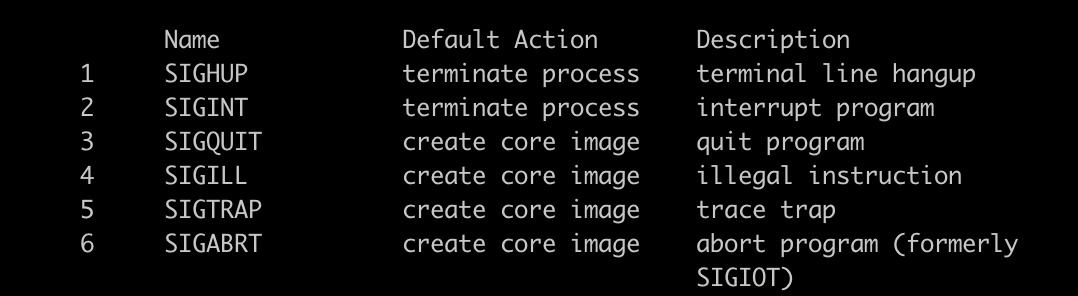 Name Default Action Description
1 SIGHUP terminate process terminal line hangup
2 SIGINT terminate process interrupt program
3 SIGQUIT create core image quit program
4 SIGILL create core image illegal instruction
5 SIGTRAP create core image trace trap
6 SIGABRT create core image abort program (formerly
SIGIOT)